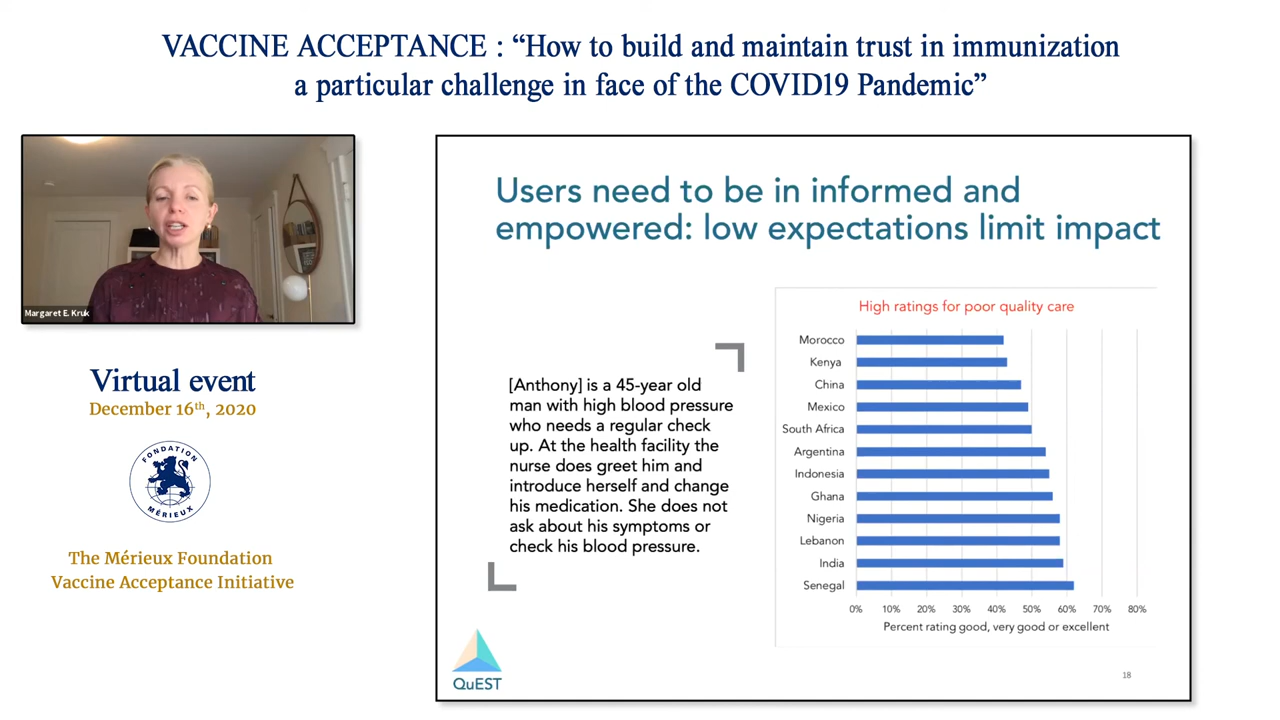 VACCINE ACCEPTANCE : “How to build and maintain trust in immunization
a particular challenge in face of the COVID19 Pandemic”
Margaret E. Kruk
Virtual event
December 16th, 2020
FONDATION
MÉRIEUX
The Mérieux Foundation
Vaccine Acceptance Initiative
Users need to be in informed and
empowered: low expectations limit impact
[Anthony] is a 45-year old
man with high blood pressure
who needs a regular check
up. At the health facility the
nurse does greet him and
introduce herself and change
his medication. She does not
ask about his symptoms or
check his blood pressure.
High ratings for poor quality care
Morocco
Kenya
China
Mexico
South Africa
Argentina
Indonesia
Ghana
Nigeria
Lebanon
India
Senegal
0% 10% 20% 30% 40% 50% 60% 70% 80%
Percent rating good, very good or excellent
QuEST
18